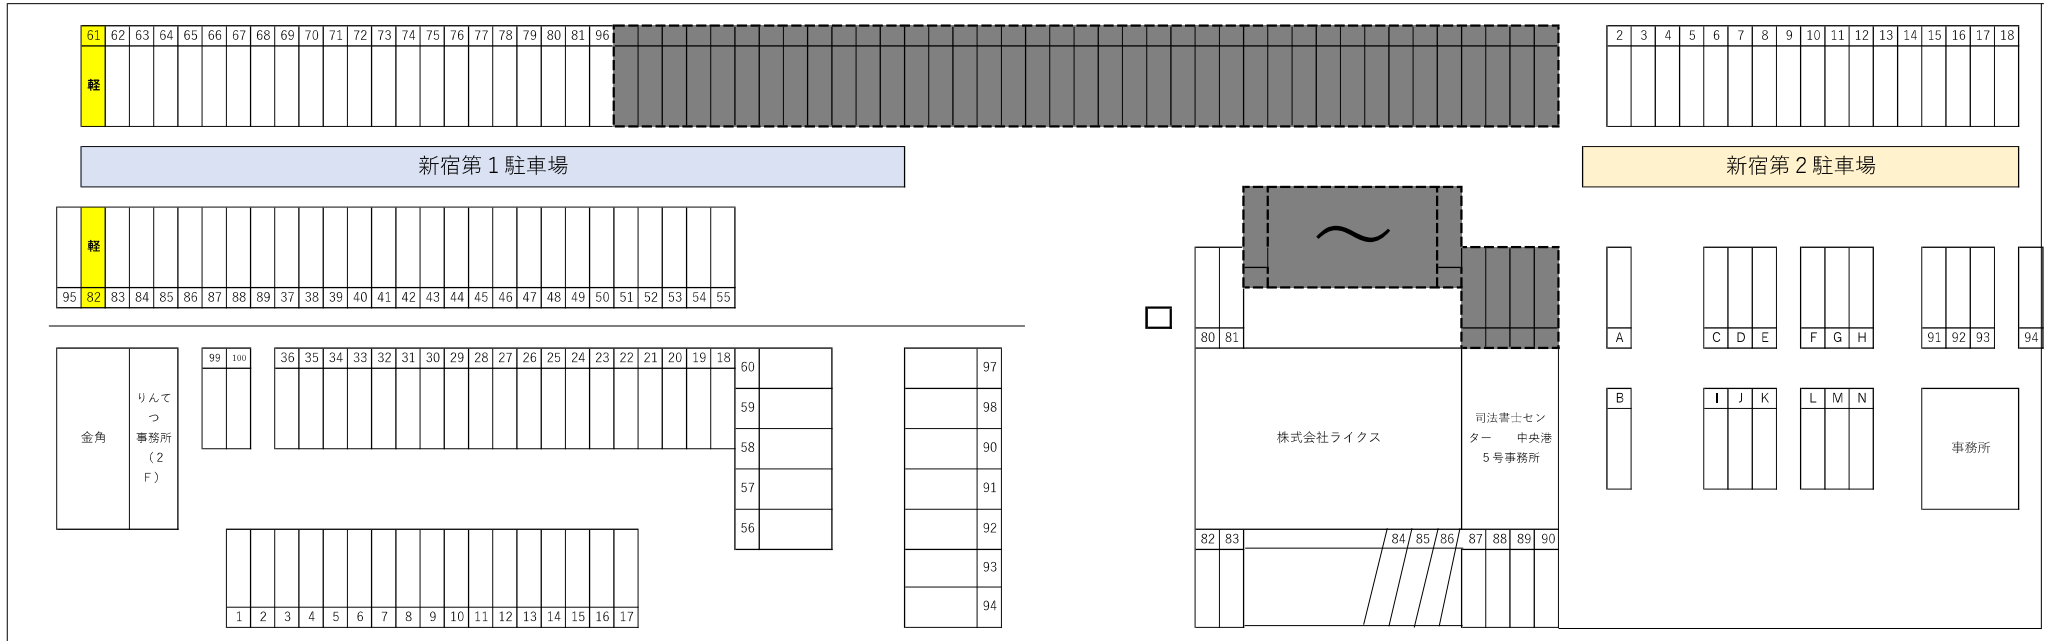 61 62 63 64 65 66 67 68 69 70 71 72 73 74 75 76 77 78 79 80 81 96
軽
2 3 4 5 6 7 8 9 10 11 12 13 14 15 16 17 18
新宿第1駐車場
新宿第2駐車場
軽
95 82 83 84 85 86 87 88 89 37 38 39 40 41 42 43 44 45 46 47 48 49 50 51 52 53 54 55
～
80 81
A C D E F G H 91 92 93 94
金角
りんて
つ
事務所
(2
F)
99 100
36 35 34 33 32 31 30 29 28 27 26 25 24 23 22 21 20 19 18
60
59
58
57
56
97
98
90
91
92
93
94
株式会社ライクス
司法書士セン
ター 中央港
5号事務所
B I J K L M N
事務所
82 83 84 85 86 87 88 89 90
1 2 3 4 5 6 7 8 9 10 11 12 13 14 15 16 17